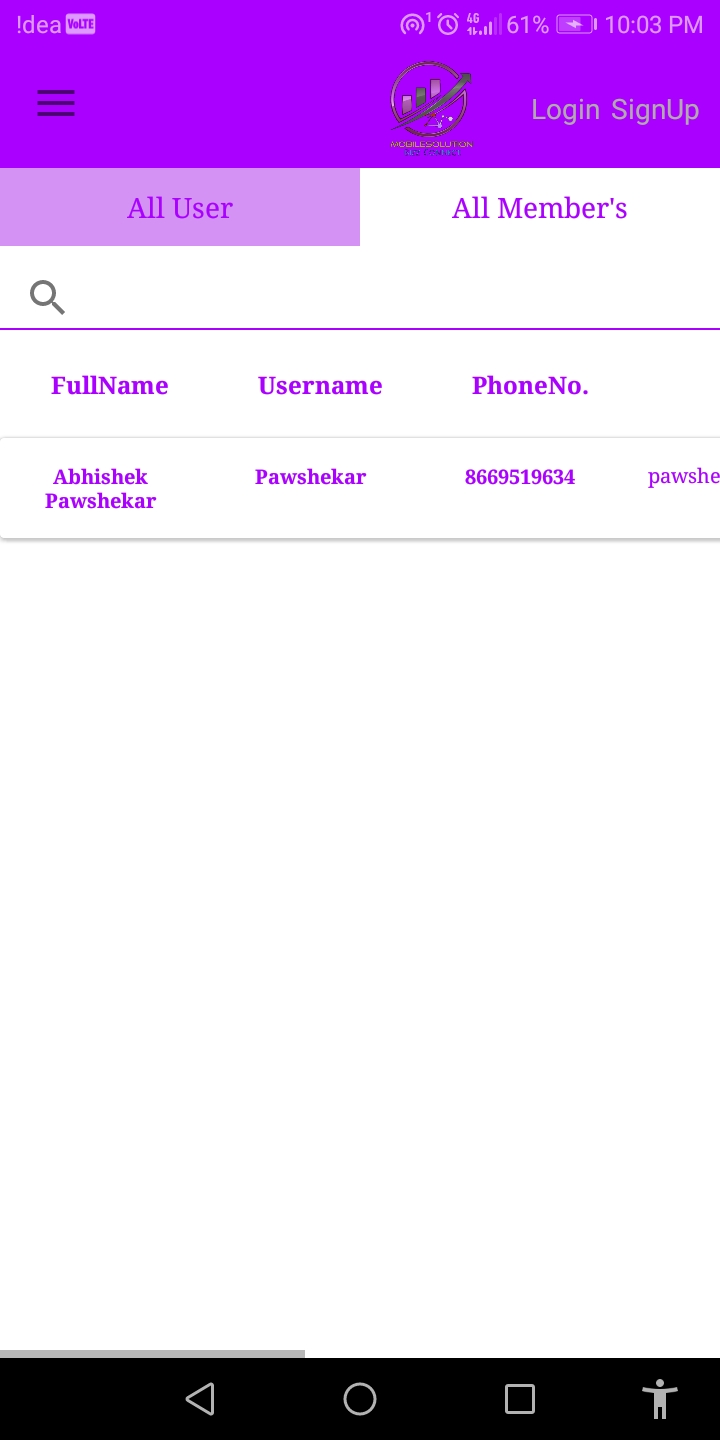 !dea VoLTE 1 4G 1k 61% 10:03 PM
MOBILESOLUTION
Login SignUp
All User All Member's
FullName Username PhoneNo.
Abhishek Pawshekar 8669519634 pawshe
Pawshekar